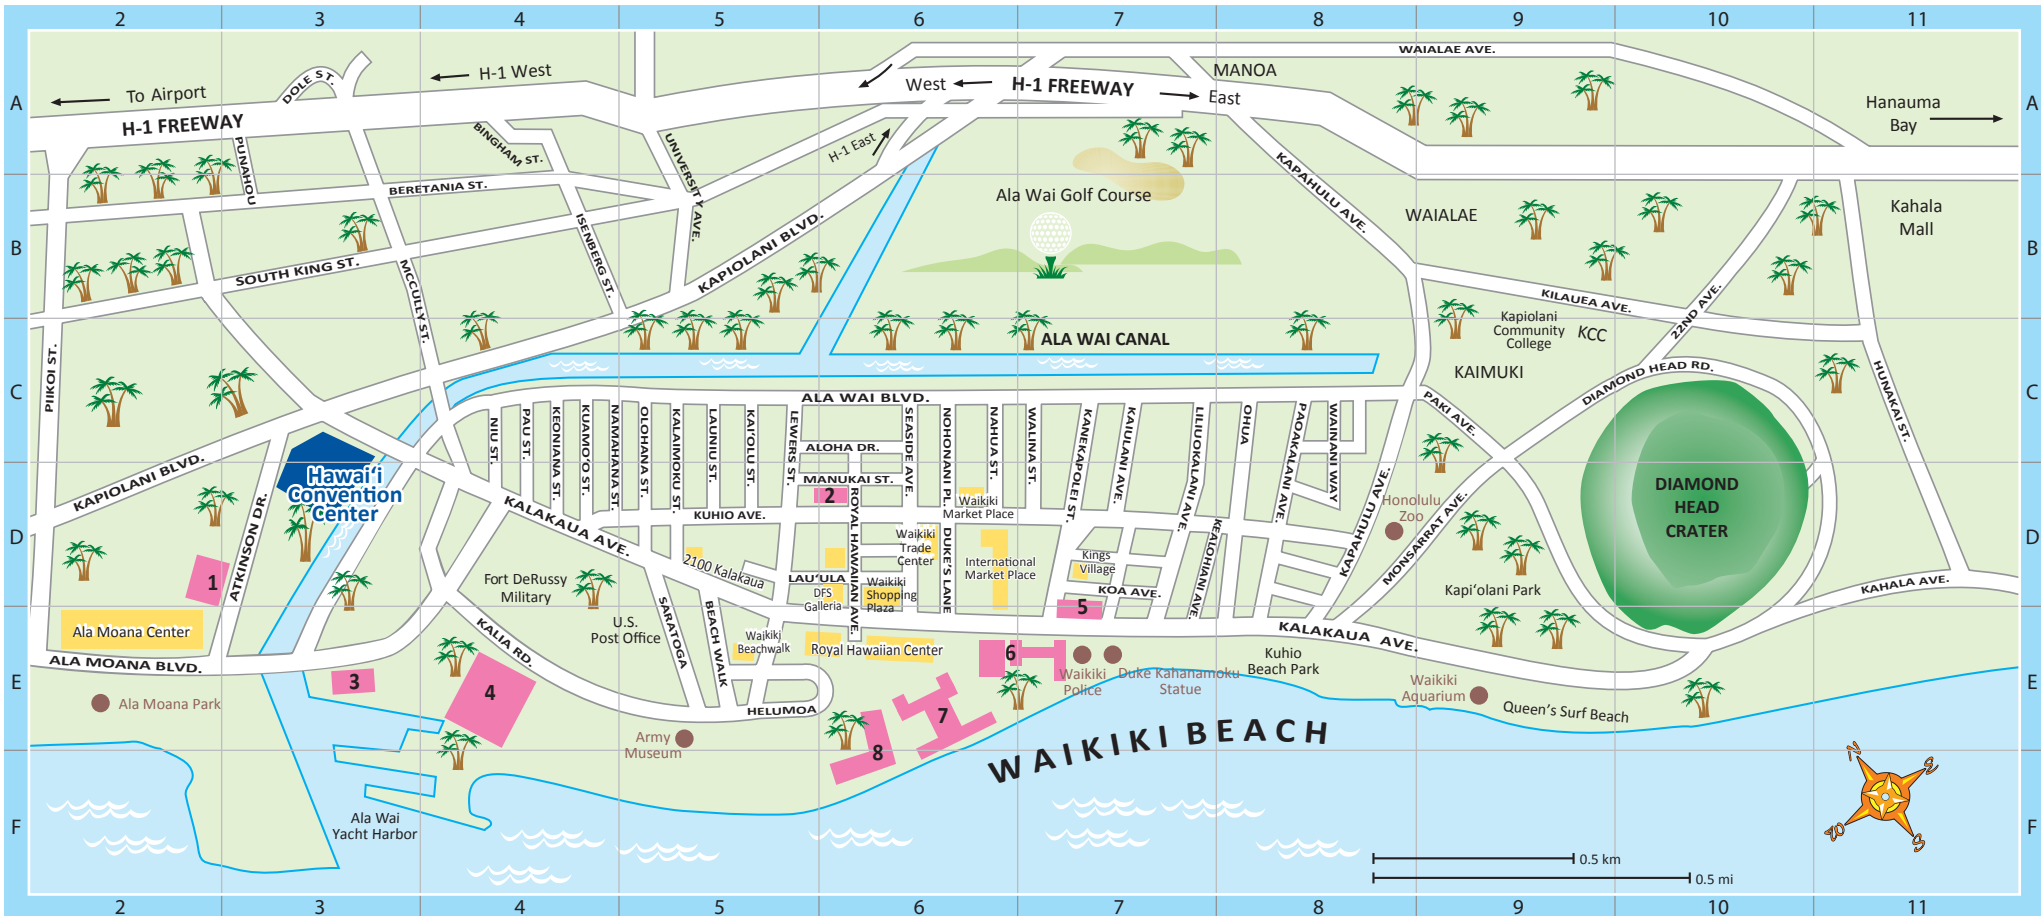 2 3 4 5 6 7 8 9 10 11
A A
B B
C C
D D
E E
F F
WAIALAE AVE.
DOLE ST.
H-1 West
To Airport
H-1 FREEWAY
West
H-1 FREEWAY
East
MANOA
Hanauma
Bay
BINGHAM ST.
PUNAHOU
UNIVERSITY AVE.
H-1 East
KAPAHULU AVE.
BERETANIA ST.
ISENBERG ST.
SOUTH KING ST.
MCCULLY ST.
KAPIOLANI BLVD.
Ala Wai Golf Course
WAIALAE
Kahala
Mall
KILAUEA AVE.
22ND AVE.
Kapiolani
Community
College
KCC
KAIMUKI
ALA WAI CANAL
PIIKOI ST.
DIAMOND HEAD RD.
HUNAKAI ST.
ALA WAI BLVD.
PAKI AVE.
NIU ST.
PAU ST.
KEONIANA ST.
KUAMO'O ST.
NAMAHANA ST.
OLOHANA ST.
KALAIMOKU ST.
LAUNIU ST.
KAI'OLU ST.
LEWERS ST.
ALOHA DR.
MANUKAI ST.
SEASIDE AVE.
NOHONANI PL.
NAHUA ST.
WALINA ST.
KANEKAPOLEI ST.
KAIULANI AVE.
LILIUOKALANI AVE.
OHUA
PAOAKALANI AVE.
WAINANI WAY
KAPIOLANI BLVD.
Hawai'i
Convention
Center
ATKINSON DR.
KALAKAUA AVE.
KUHIO AVE.
2
ROYAL HAWAIIAN AVE.
Waikiki
Market Place
Waikiki
Trade
Center
DUKE'S LANE
International
Market Place
Kings
Village
KOA AVE.
KEALOHIANI AVE.
KAPAHULU AVE.
Honolulu
Zoo
MONSARRAT AVE.
DIAMOND
HEAD
CRATER
Kapi'olani Park
KAHALA AVE.
1
2100 Kalakaua
LAU'ULA
DFS
Galleria
Waikiki
Shopping
Plaza
Fort DeRussy
Military
U.S.
Post Office
SARATOGA
BEACH WALK
Waikiki
Beachwalk
Royal Hawaiian Center
5
KALAKAUA AVE.
Ala Moana Center
ALA MOANA BLVD.
KALIA RD.
3
4
6
Waikiki
Police
Duke Kahanamoku
Statue
Kuhio
Beach Park
Waikiki
Aquarium
Queen's Surf Beach
Ala Moana Park
HELUMOA
7
8
Army
Museum
WAIKIKI BEACH
Ala Wai
Yacht Harbor
0.5 km
0.5 mi
2 3 4 5 6 7 8 9 10 11